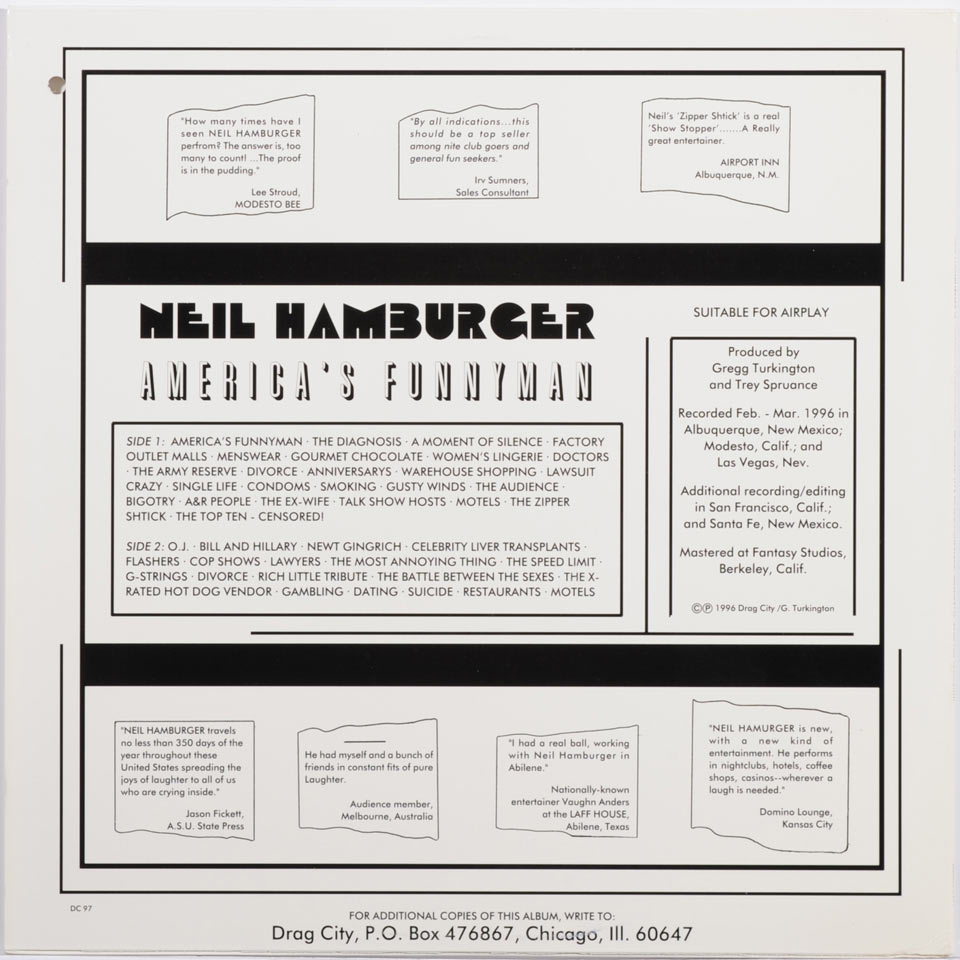 "How many times have I
seen NEIL HAMBURGER
perfrom? The answer is, too
many to count! ...The proof
is in the pudding."
Lee Stroud,
MODESTO BEE
"By all indications...this
should be a top seller
among nite club goers and
general fun seekers."
Irv Sumners,
Sales Consultant
Neil's 'Zipper Shtick' is a real
'Show Stopper'.......A Really
great entertainer.
AIRPORT INN
Albuquerque, N.M.
NEIL HAMBURGER
AMERICA'S FUNNYMAN
SIDE 1: AMERICA'S FUNNYMAN · THE DIAGNOSIS · A MOMENT OF SILENCE · FACTORY
OUTLET MALLS · MENSWEAR · GOURMET CHOCOLATE · WOMEN'S LINGERIE · DOCTORS
· THE ARMY RESERVE · DIVORCE · ANNIVERSARYS · WAREHOUSE SHOPPING · LAWSUIT
CRAZY · SINGLE LIFE · CONDOMS · SMOKING · GUSTY WINDS · THE AUDIENCE ·
BIGOTRY · A&R PEOPLE · THE EX-WIFE · TALK SHOW HOSTS · MOTELS · THE ZIPPER
SHTICK · THE TOP TEN - CENSORED!
SIDE 2: O.J. · BILL AND HILLARY · NEWT GINGRICH · CELEBRITY LIVER TRANSPLANTS ·
FLASHERS · COP SHOWS · LAWYERS · THE MOST ANNOYING THING · THE SPEED LIMIT ·
G-STRINGS · DIVORCE · RICH LITTLE TRIBUTE · THE BATTLE BETWEEN THE SEXES · THE X-
RATED HOT DOG VENDOR · GAMBLING · DATING · SUICIDE · RESTAURANTS · MOTELS
SUITABLE FOR AIRPLAY
Produced by
Gregg Turkington
and Trey Spruance
Recorded Feb. - Mar. 1996 in
Albuquerque, New Mexico;
Modesto, Calif.; and
Las Vegas, Nev.
Additional recording/editing
in San Francisco, Calif.;
and Santa Fe, New Mexico.
Mastered at Fantasy Studios,
Berkeley, Calif.
©℗ 1996 Drag City /G. Turkington
"NEIL HAMBURGER travels
no less than 350 days of the
year throughout these
United States spreading the
joys of laughter to all of us
who are crying inside."
Jason Fickett,
A.S.U. State Press
He had myself and a bunch of
friends in constant fits of pure
Laughter.
Audience member,
Melbourne, Australia
"I had a real ball, working
with Neil Hamburger in
Abilene."
Nationally-known
entertainer Vaughn Anders
at the LAFF HOUSE,
Abilene, Texas
"NEIL HAMURGER is new,
with a new kind of
entertainment. He performs
in nightclubs, hotels, coffee
shops, casinos--wherever a
laugh is needed."
Domino Lounge,
Kansas City
DC 97
FOR ADDITIONAL COPIES OF THIS ALBUM, WRITE TO:
Drag City, P.O. Box 476867, Chicago, Ill. 60647